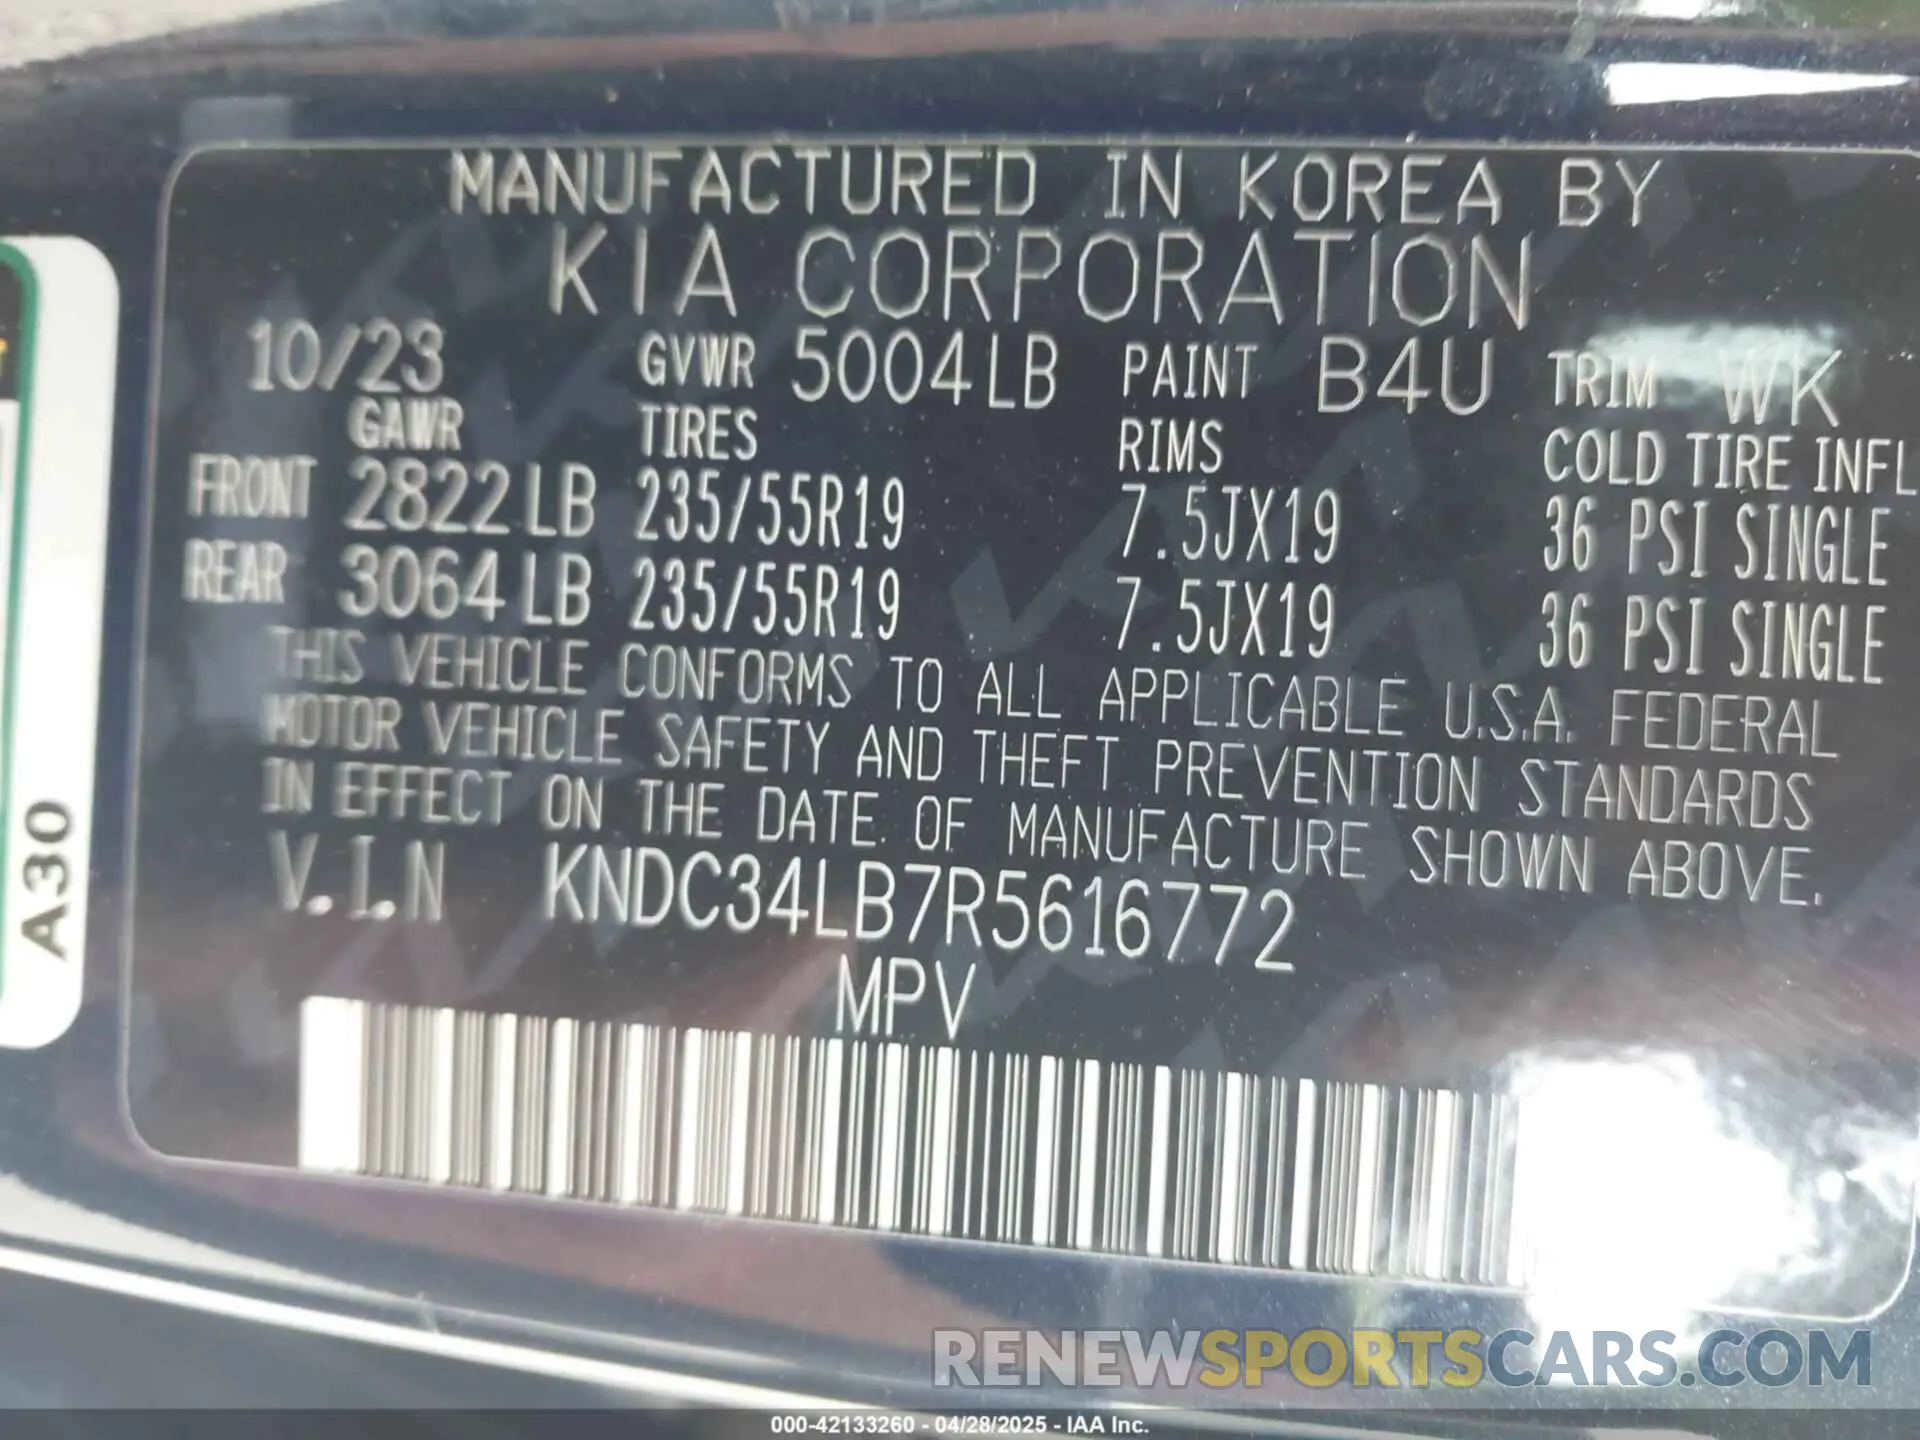 MANUFACTURED IN KOREA BY
KIA CORPORATION
10/23 GVWR 5004LB PAINT B4U TRIM WK
GAWR TIRES RIMS COLD TIRE INFL
FRONT 2822LB 235/55R19 7.5JX19 36 PSI SINGLE
REAR 3064LB 235/55R19 7.5JX19 36 PSI SINGLE
THIS VEHICLE CONFORMS TO ALL APPLICABLE U.S.A. FEDERAL
MOTOR VEHICLE SAFETY AND THEFT PREVENTION STANDARDS
IN EFFECT ON THE DATE OF MANUFACTURE SHOWN ABOVE.
V.I.N KNDC34LB7R5616772
MPV
A30
RENEWSPORTSCARS.COM
000-42133260 - 04/28/2025 - IAA Inc.